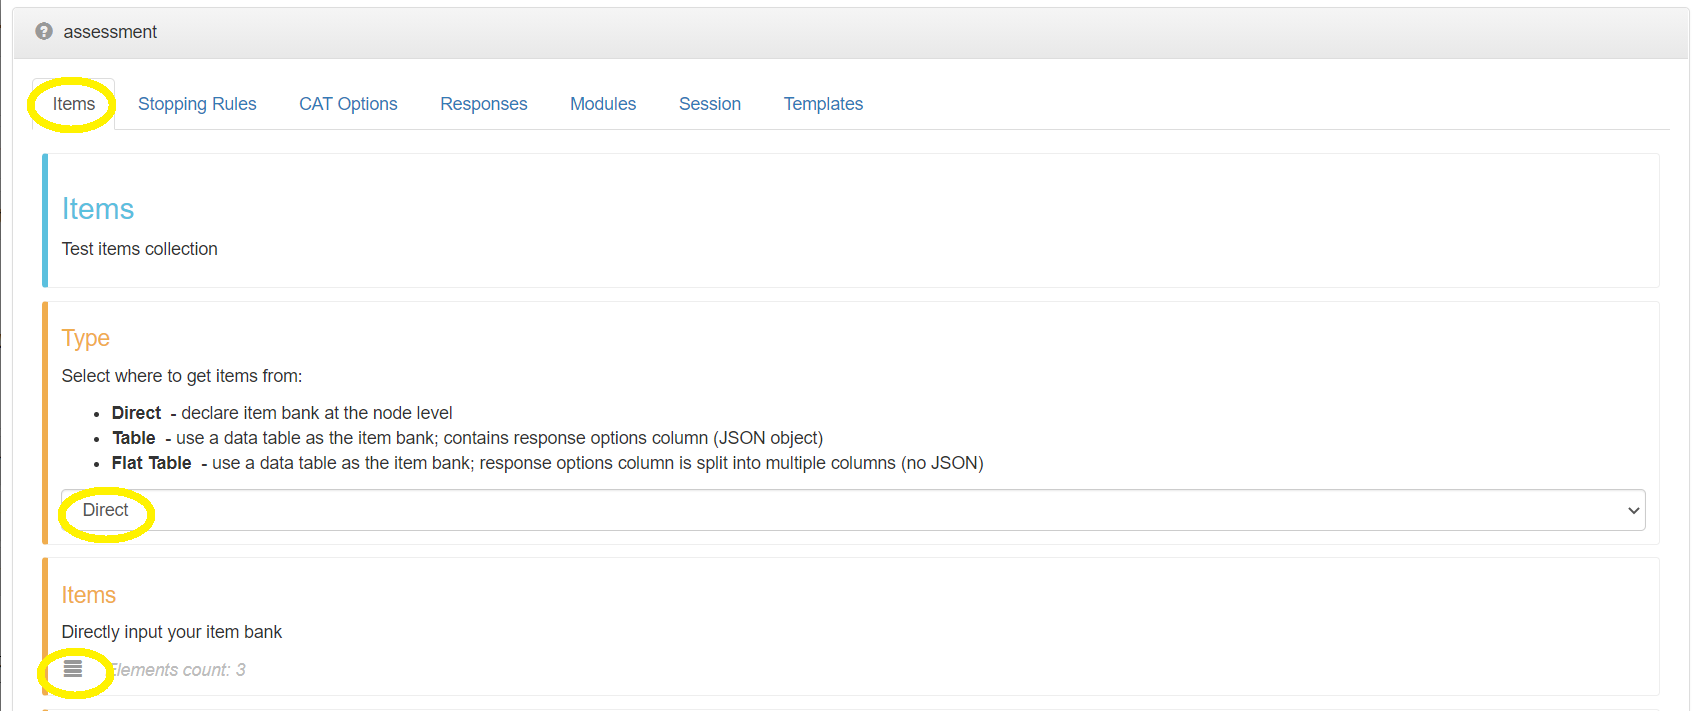 assessment
Items Stopping Rules CAT Options Responses Modules Session Templates
Items
Test items collection
Type
Select where to get items from:
• Direct - declare item bank at the node level
• Table - use a data table as the item bank; contains response options column (JSON object)
• Flat Table - use a data table as the item bank; response options column is split into multiple columns (no JSON)
Direct
Items
Directly input your item bank
Elements count: 3